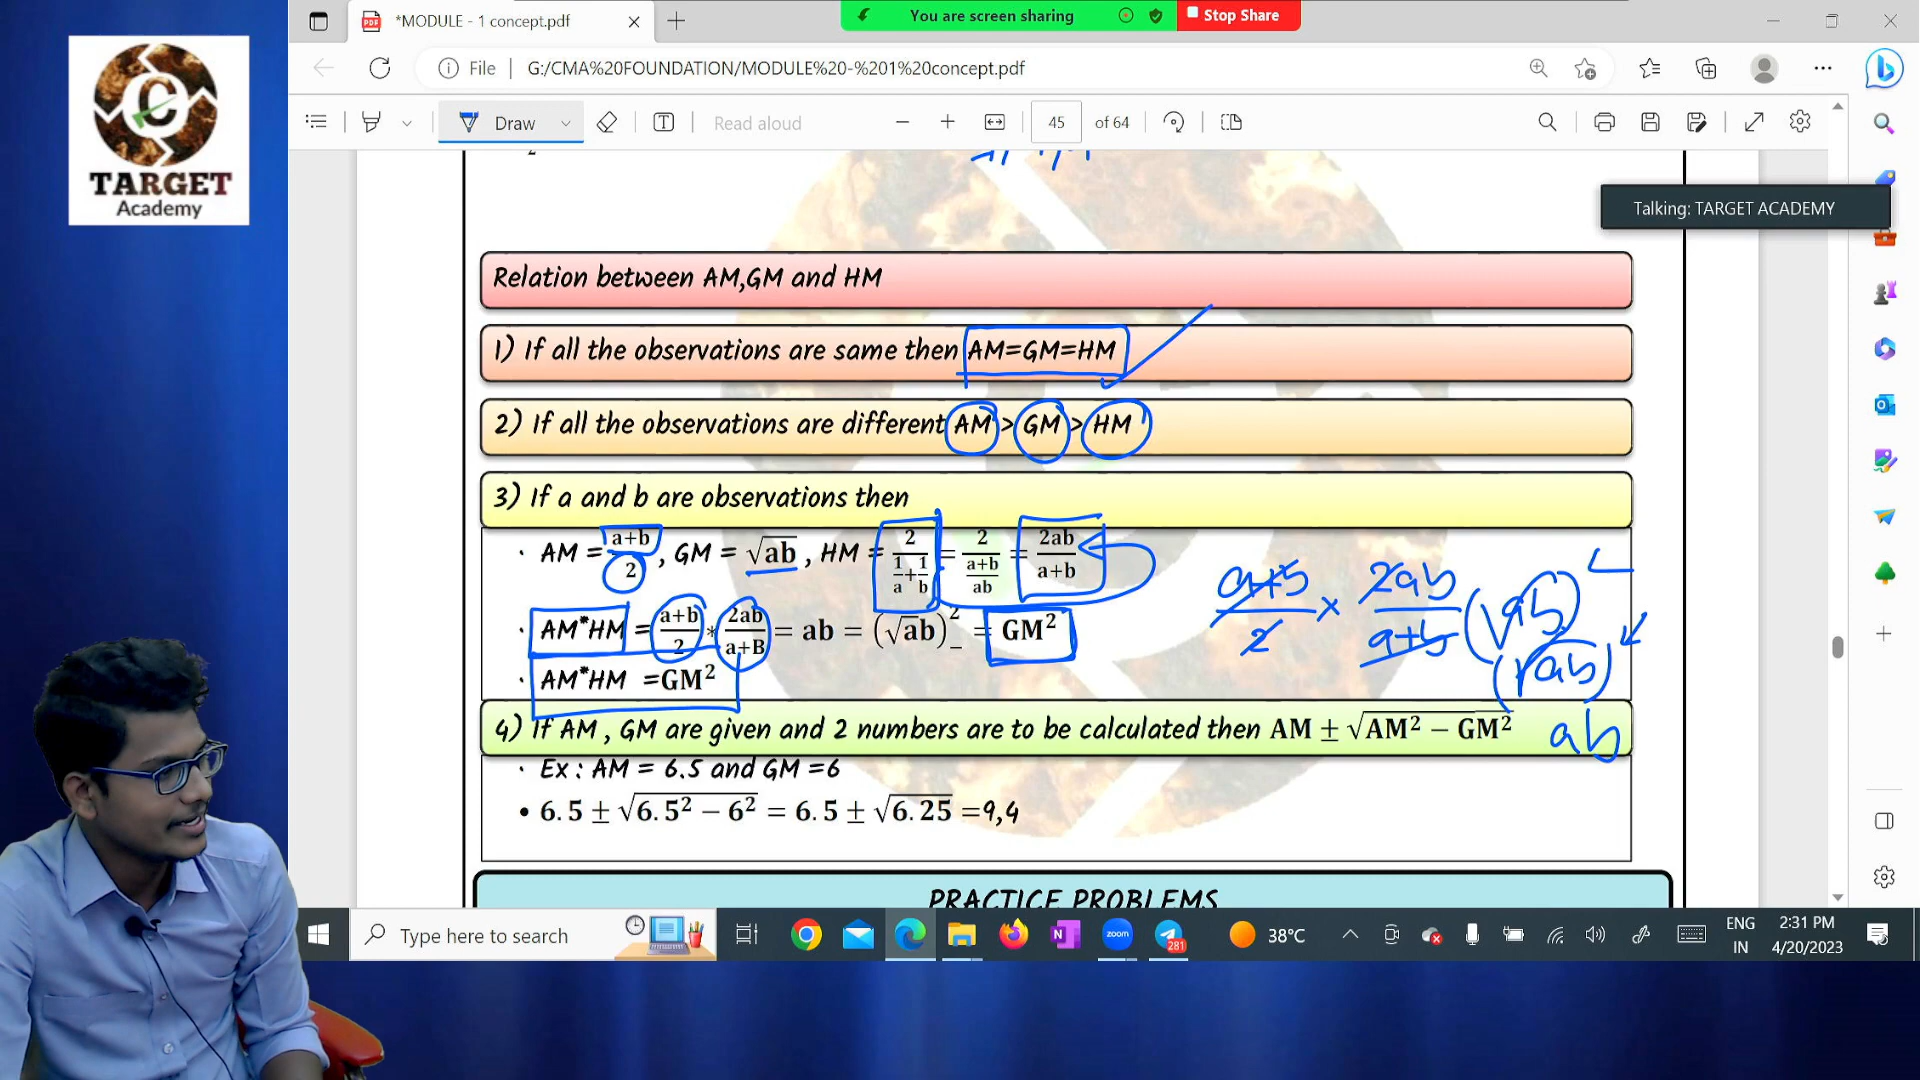 *MODULE - 1 concept.pdf
You are screen sharing
Stop Share
File
G:/CMA%20FOUNDATION/MODULE%20-%201%20concept.pdf
Draw
Read aloud
45
of 64
TARGET
Academy
Talking: TARGET ACADEMY
Relation between AM,GM and HM
1) If all the observations are same then AM=GM=HM
2) If all the observations are different AM > GM > HM
3) If a and b are observations then
· AM = a+b/2 , GM = √ab , HM = 2/(1/a+1/b) = 2/((a+b)/ab) = 2ab/(a+b)
a+b/2 × 2ab/a+b
(√ab)
(√ab)
ab
· AM*HM = a+b/2 * 2ab/a+B = ab = (√ab)² = GM²
· AM*HM =GM²
4) If AM , GM are given and 2 numbers are to be calculated then AM ± √AM² − GM²
· Ex : AM = 6.5 and GM =6
• 6.5 ± √6.5² − 6² = 6.5 ± √6.25 =9,4
PRACTICE PROBLEMS
Type here to search
zoom
281
38°C
ENG
IN
2:31 PM
4/20/2023